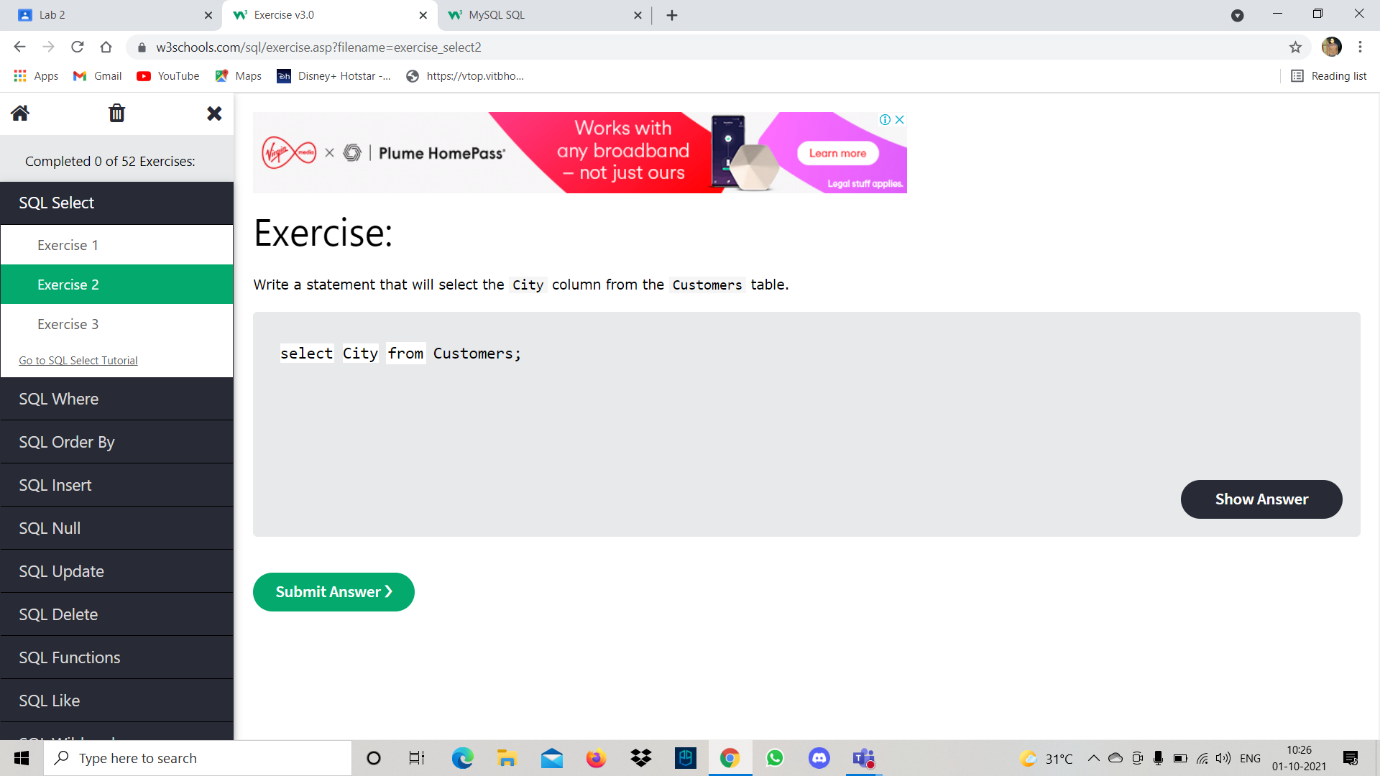 Lab 2
Exercise v3.0
MySQL SQL
w3schools.com/sql/exercise.asp?filename=exercise_select2
Apps
Gmail
YouTube
Maps
Disney+ Hotstar -...
https://vtop.vitbho...
Reading list
Completed 0 of 52 Exercises:
SQL Select
Exercise 1
Exercise 2
Exercise 3
Go to SQL Select Tutorial
SQL Where
SQL Order By
SQL Insert
SQL Null
SQL Update
SQL Delete
SQL Functions
SQL Like
Virgin media × | Plume HomePass
Works with
any broadband
– not just ours
Learn more
Legal stuff applies.
Exercise:
Write a statement that will select the City column from the Customers table.
select City from Customers;
Show Answer
Submit Answer ❯
Type here to search
31°C
ENG
10:26
01-10-2021